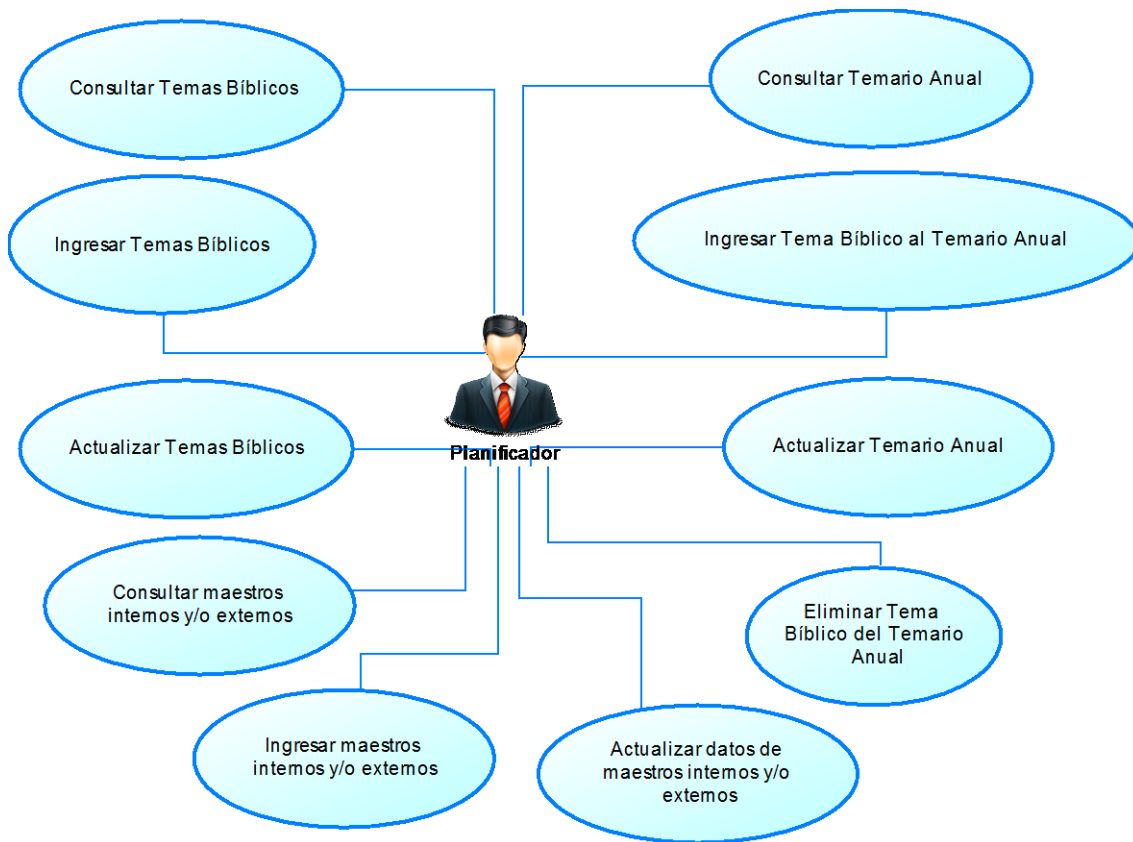 Consultar Temas Bíblicos
Consultar Temario Anual
Ingresar Temas Bíblicos
Ingresar Tema Bíblico al Temario Anual
Actualizar Temas Bíblicos
Planificador
Actualizar Temario Anual
Consultar maestros
internos y/o externos
Eliminar Tema
Bíblico del Temario
Anual
Ingresar maestros
internos y/o externos
Actualizar datos de
maestros internos y/o
externos